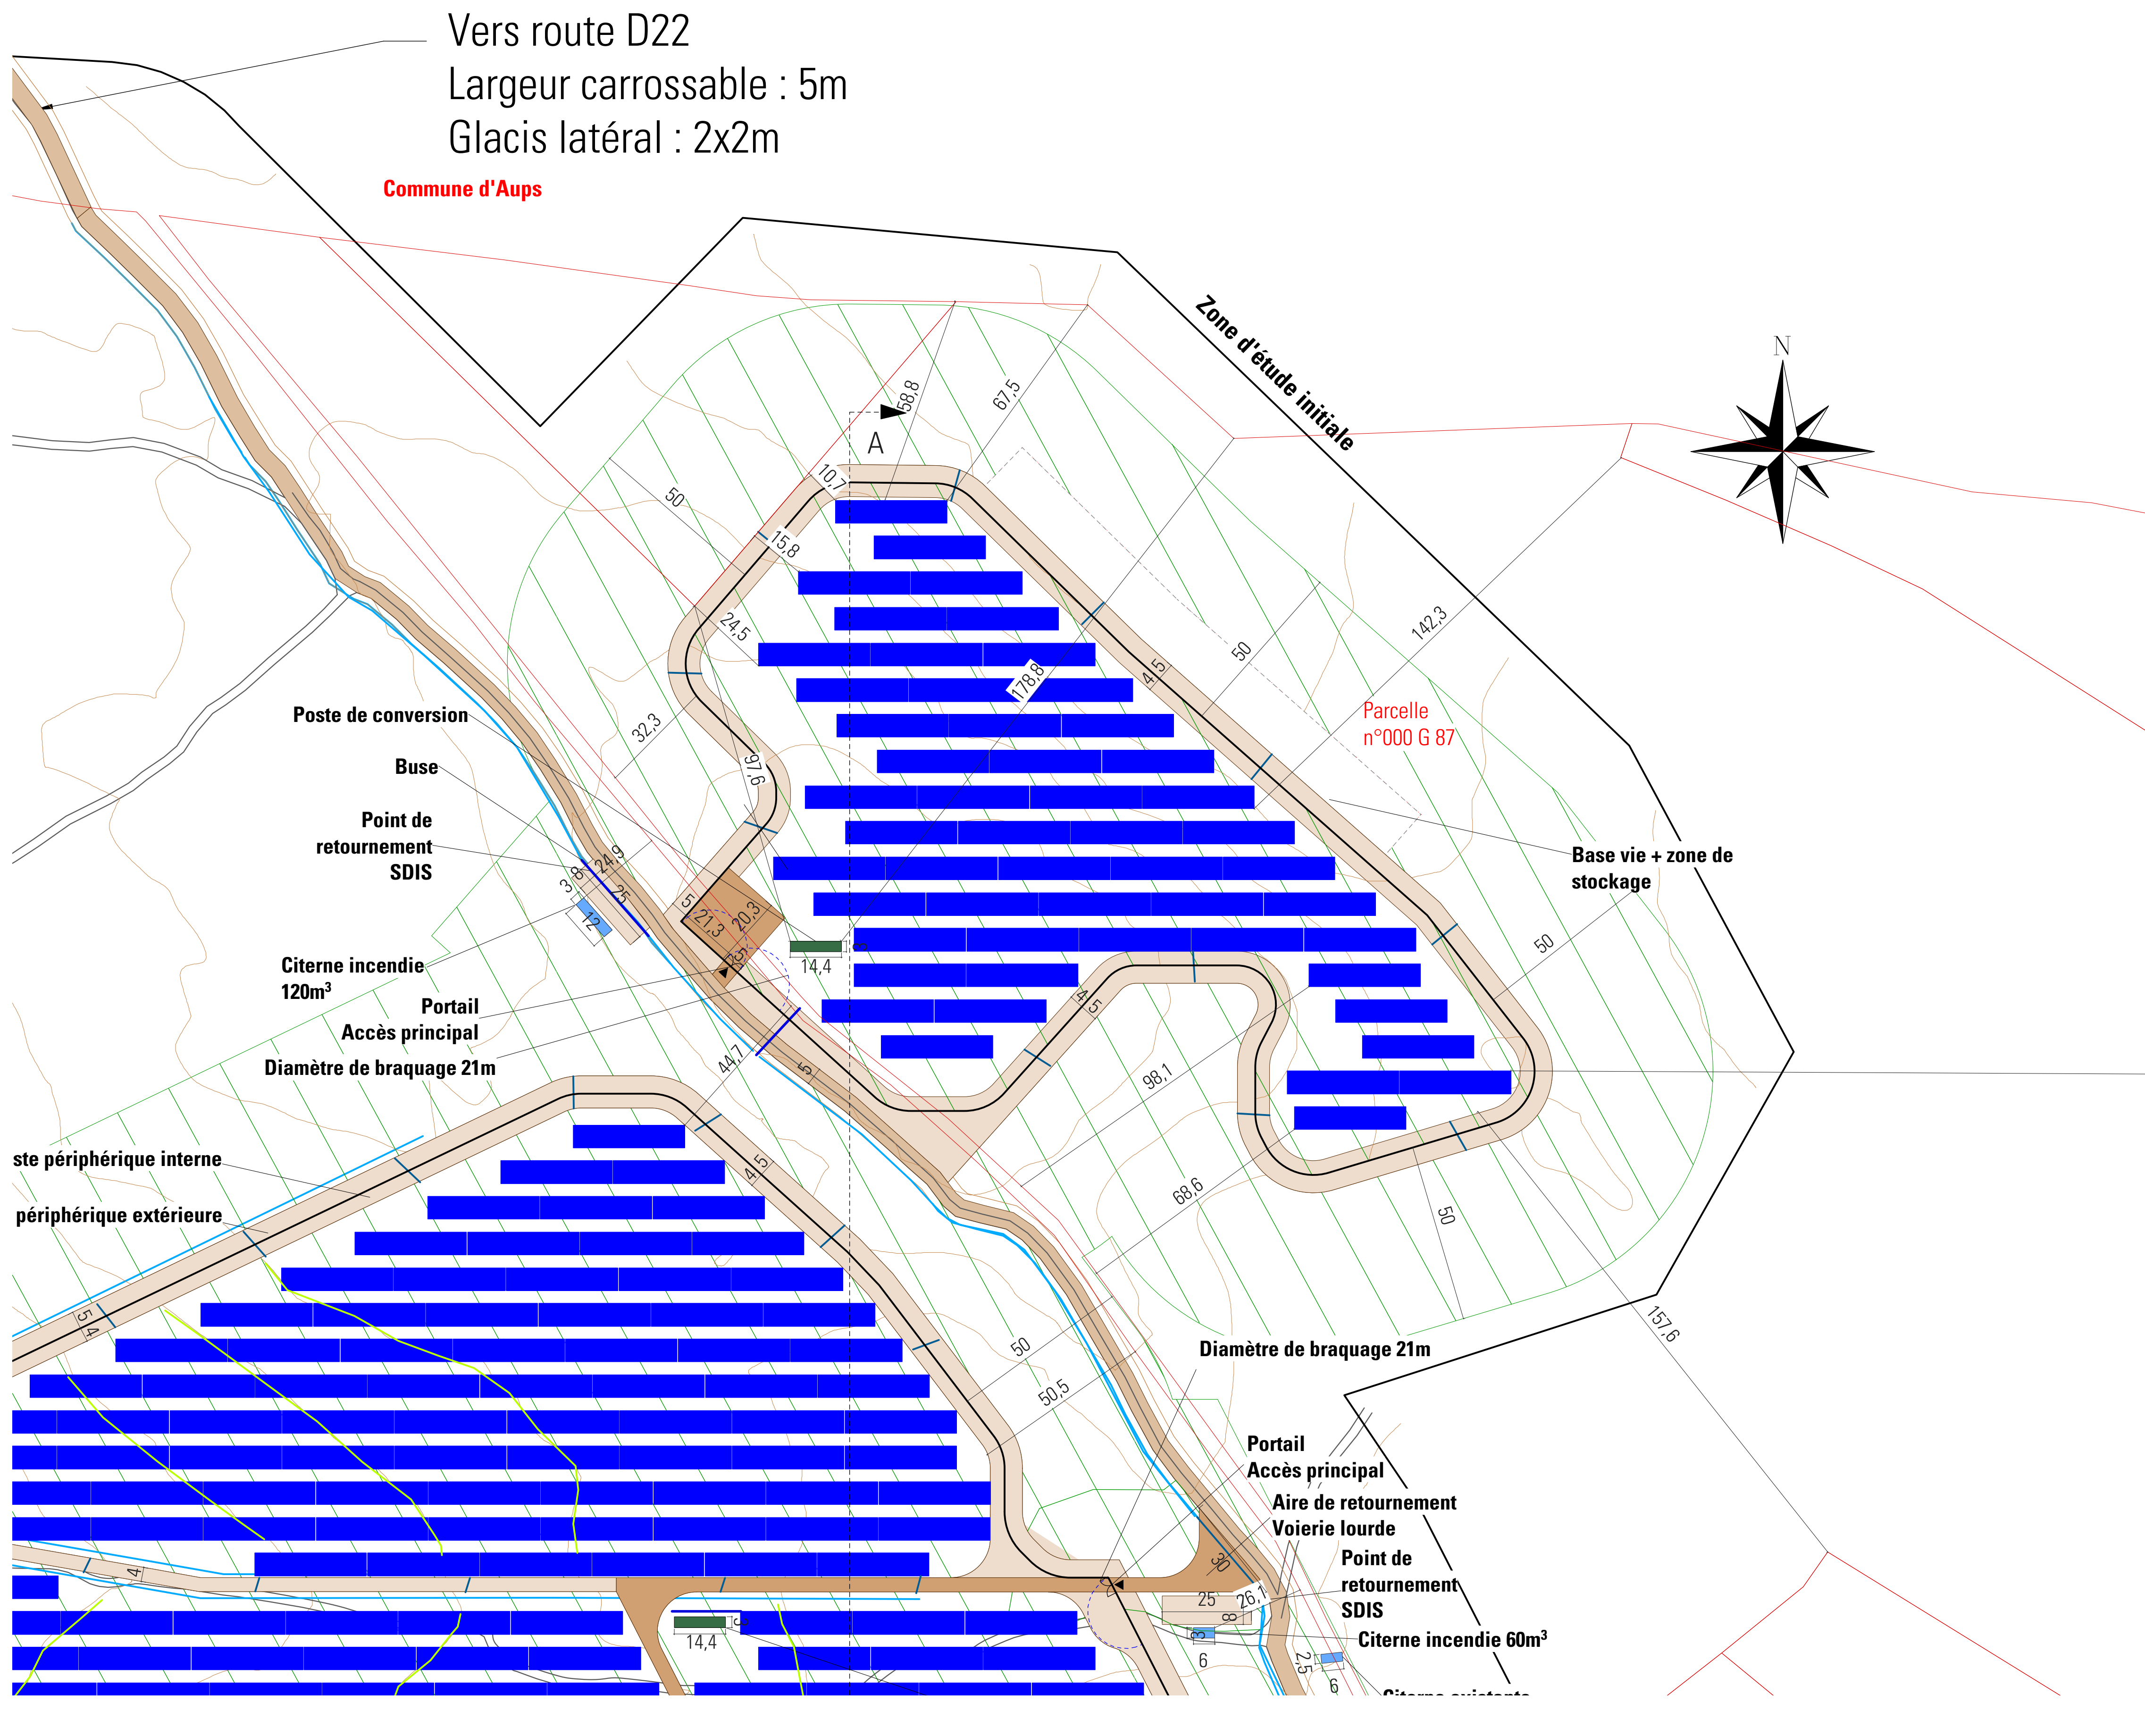 Vers route D22
Largeur carrossable : 5m
Glacis latéral : 2x2m
Commune d'Aups
Zone d'étude initiale
N
58,8
67,5
A
10,7
50
15,8
24,5
142,3
178,8
4,5
50
Parcelle
n°000 G 87
Poste de conversion
32,3
97,6
Buse
Point de
retournement
SDIS
24,9
8
3
25
12
5
21,3
20,3
Base vie + zone de
stockage
50
14,4
Citerne incendie
120m³
Portail
Accès principal
Diamètre de braquage 21m
44,7
5
4,5
98,1
68,6
50
ste périphérique interne
périphérique extérieure
4,5
5
4
50
50,5
157,6
Diamètre de braquage 21m
Portail
Accès principal
Aire de retournement
Voierie lourde
30
Point de
retournement
SDIS
26,1
25
8
4
3
6
Citerne incendie 60m³
14,4
3
2,5
6